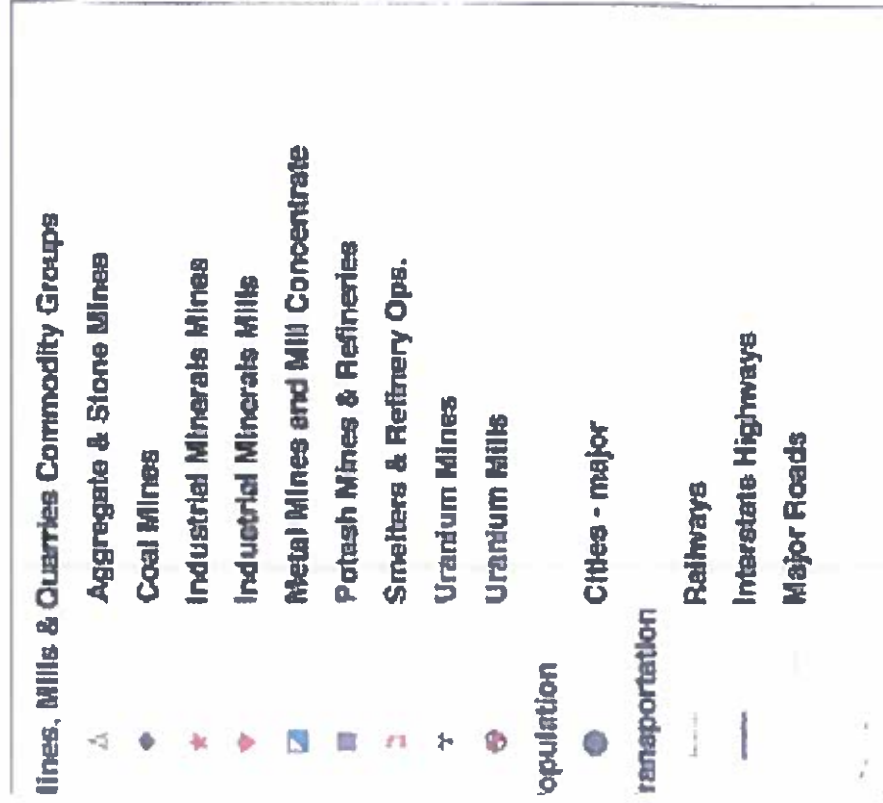 lines, Mills & Quarries Commodity Groups
Aggregate & Stone Mines
Coal Mines
Industrial Minerals Mines
Industrial Minerals Mills
Metal Mines and Mill Concentrate
Potash Mines & Refineries
Smelters & Refinery Ops.
Uranium Mines
Uranium Mills
opulation
Cities - major
ransportation
Railways
Interstate Highways
Major Roads